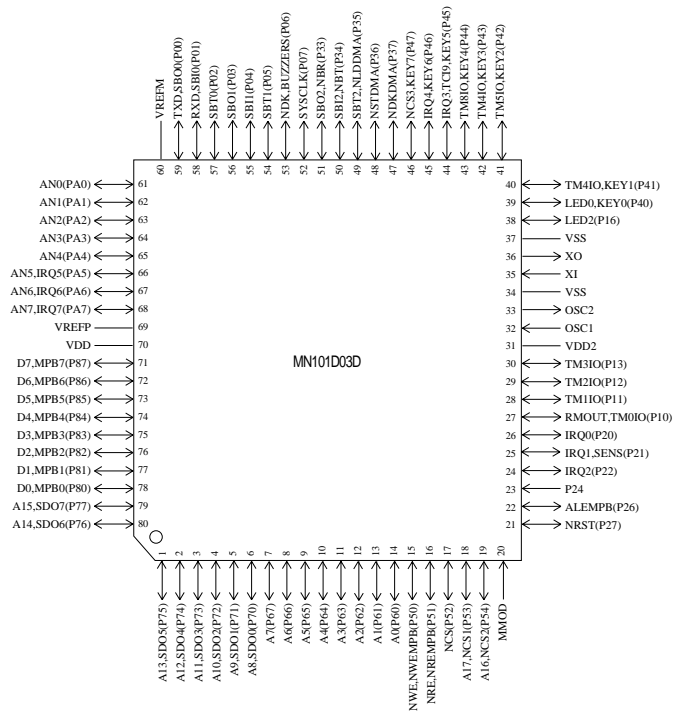 VREFM
TXD,SBO0(P00)
RXD,SBI0(P01)
SBT0(P02)
SBO1(P03)
SBI1(P04)
SBT1(P05)
NDK,BUZZERS(P06)
SYSCLK(P07)
SBO2,NBR(P33)
SBI2,NBT(P34)
SBT2,NLDDMA(P35)
NSTDMA(P36)
NDKDMA(P37)
NCS3,KEY7(P47)
IRQ4,KEY6(P46)
IRQ3,TCI9,KEY5(P45)
TM8IO,KEY4(P44)
TM4IO,KEY3(P43)
TM5IO,KEY2(P42)
60
59
58
57
56
55
54
53
52
51
50
49
48
47
46
45
44
43
42
41
AN0(PA0) 61
AN1(PA1) 62
AN2(PA2) 63
AN3(PA3) 64
AN4(PA4) 65
AN5,IRQ5(PA5) 66
AN6,IRQ6(PA6) 67
AN7,IRQ7(PA7) 68
VREFP 69
VDD 70
D7,MPB7(P87) 71
D6,MPB6(P86) 72
D5,MPB5(P85) 73
D4,MPB4(P84) 74
D3,MPB3(P83) 75
D2,MPB2(P82) 76
D1,MPB1(P81) 77
D0,MPB0(P80) 78
A15,SDO7(P77) 79
A14,SDO6(P76) 80
MN101D03D
40 TM4IO,KEY1(P41)
39 LED0,KEY0(P40)
38 LED2(P16)
37 VSS
36 XO
35 XI
34 VSS
33 OSC2
32 OSC1
31 VDD2
30 TM3IO(P13)
29 TM2IO(P12)
28 TM1IO(P11)
27 RMOUT,TM0IO(P10)
26 IRQ0(P20)
25 IRQ1,SENS(P21)
24 IRQ2(P22)
23 P24
22 ALEMPB(P26)
21 NRST(P27)
1
2
3
4
5
6
7
8
9
10
11
12
13
14
15
16
17
18
19
20
A13,SDO5(P75)
A12,SDO4(P74)
A11,SDO3(P73)
A10,SDO2(P72)
A9,SDO1(P71)
A8,SDO0(P70)
A7(P67)
A6(P66)
A5(P65)
A4(P64)
A3(P63)
A2(P62)
A1(P61)
A0(P60)
NWE,NWEMPB(P50)
NRE,NREMPB(P51)
NCS(P52)
A17,NCS1(P53)
A16,NCS2(P54)
MMOD